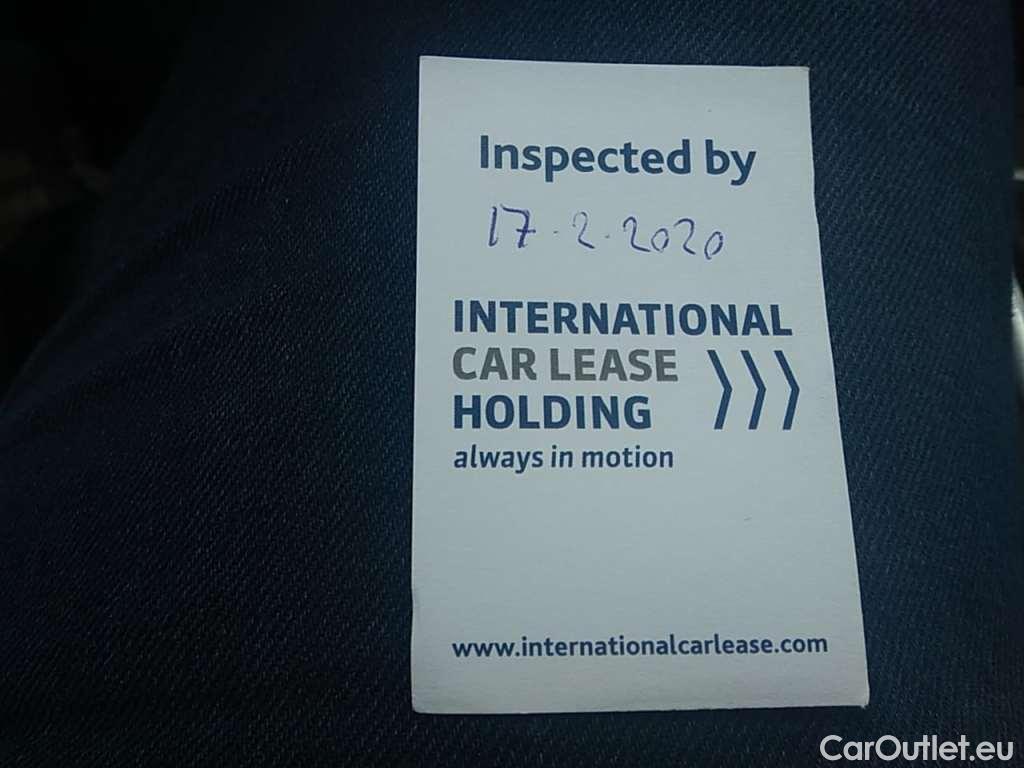 Inspected by
17-2-2020
INTERNATIONAL
CAR LEASE
HOLDING
always in motion
www.internationalcarlease.com
CarOutlet.eu